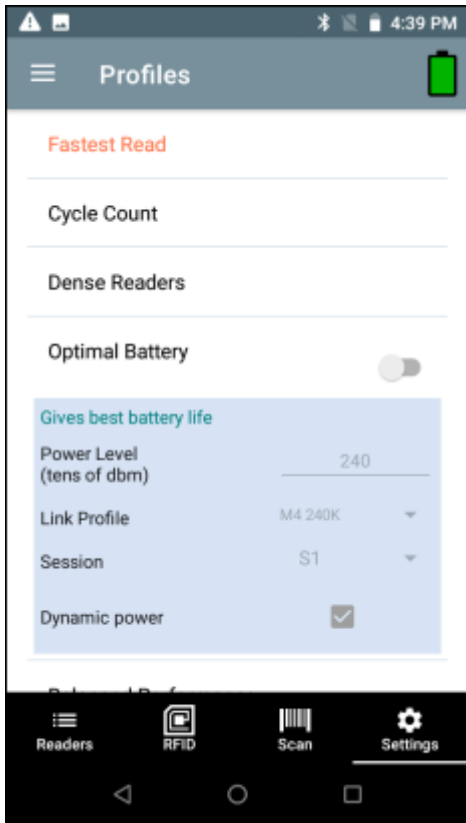 4:39 PM
Profiles
Fastest Read
Cycle Count
Dense Readers
Optimal Battery
Gives best battery life
Power Level
(tens of dbm)
240
Link Profile
M4 240K
Session
S1
Dynamic power
Readers
RFID
Scan
Settings